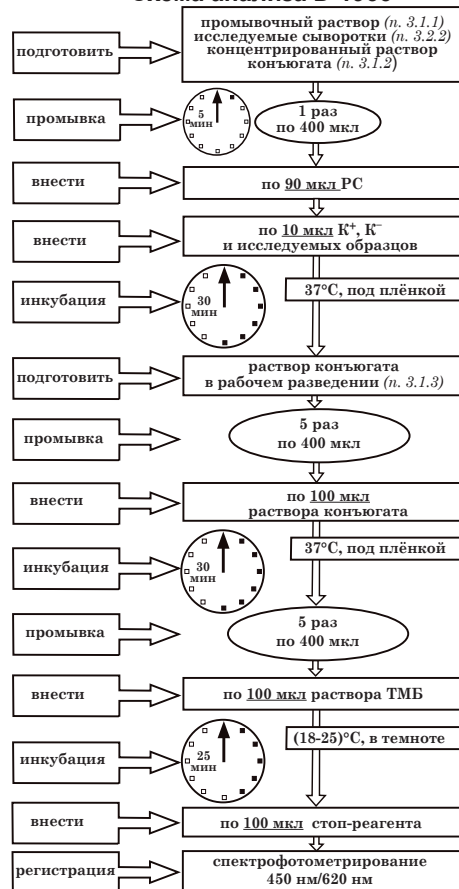 подготовить
промывочный раствор (п. 3.1.1)
исследуемые сыворотки (п. 3.2.2)
концентрированный раствор
конъюгата (п. 3.1.2)
промывка
5
мин
1 раз
по 400 мкл
внести
по 90 мкл РС
внести
по 10 мкл К⁺, К⁻
и исследуемых образцов
инкубация
30
мин
37°С, под плёнкой
подготовить
раствор конъюгата
в рабочем разведении (п. 3.1.3)
промывка
5 раз
по 400 мкл
внести
по 100 мкл
раствора конъюгата
инкубация
30
мин
37°С, под плёнкой
промывка
5 раз
по 400 мкл
внести
по 100 мкл раствора ТМБ
инкубация
25
мин
(18-25)°С, в темноте
внести
по 100 мкл стоп-реагента
регистрация
спектрофотометрирование
450 нм/620 нм